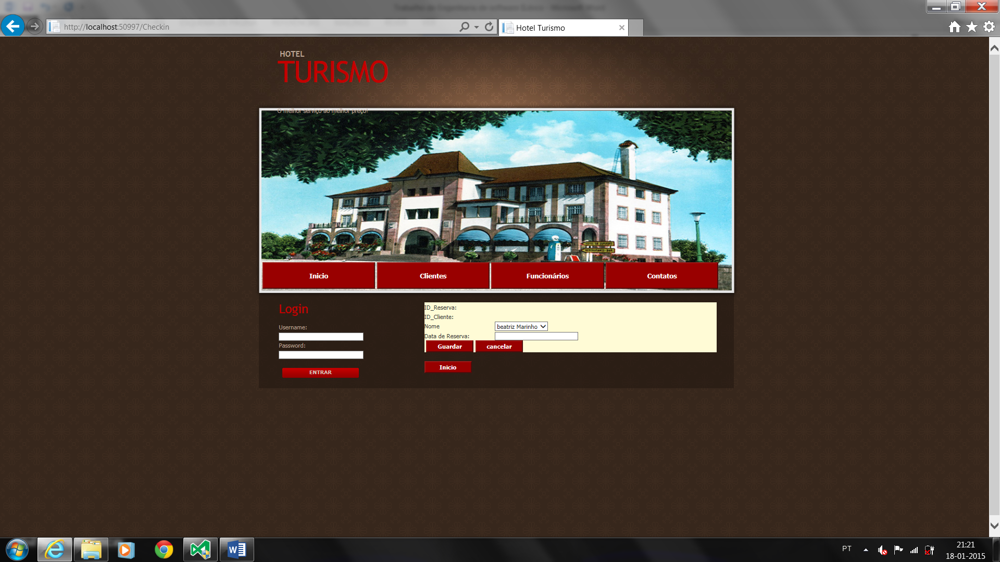 http://localhost:50997/Checkin
Hotel Turismo
HOTEL
TURISMO
O melhor serviço ao melhor preço!
Inicio
Clientes
Funcionários
Contatos
Login
Username:
Password:
ENTRAR
ID_Reserva:
ID_Cliente:
Nome
beatriz Marinho
Data de Reserva:
Guardar
cancelar
Inicio
PT
21:21
18-01-2015